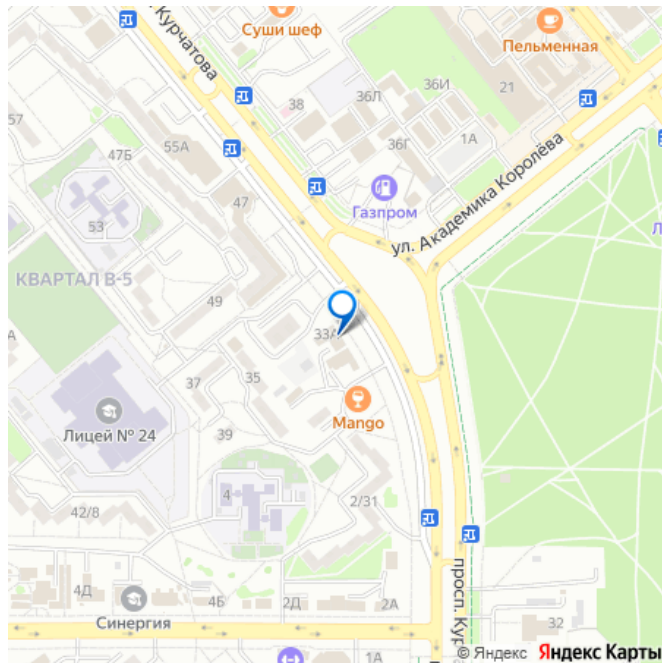 Курчатова
Суши шеф
Пельменная
36И
21
36Л
38
1А
36Г
57
55А
47Б
Газпром
ул. Академика Королёва
47
53
КВАРТАЛ В-5
49
33А
35
37
Mango
Лицей № 24
39
4
2/31
42/8
4Д
4Б
2Д
2А
Синергия
просп. Кур
32
1А
© Яндекс Яндекс Карты